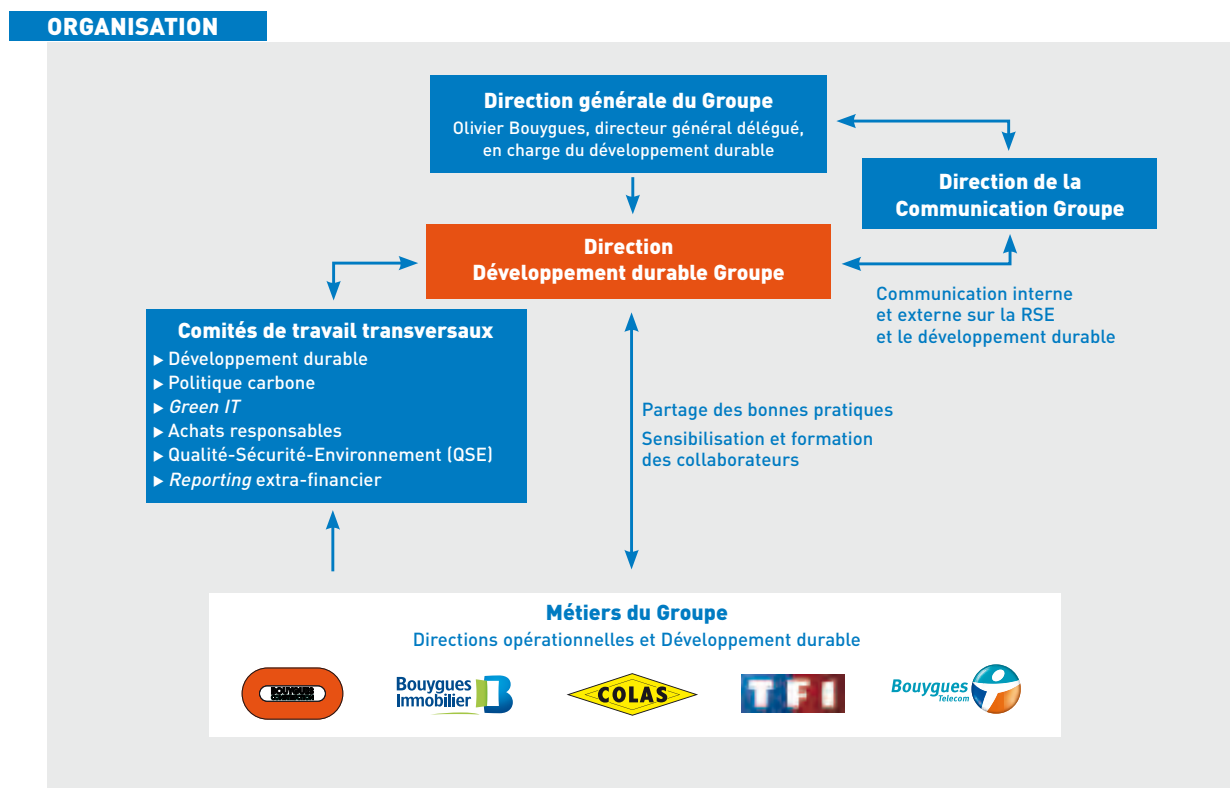 ORGANISATION
Direction générale du Groupe
Olivier Bouygues, directeur général délégué,
en charge du développement durable
Direction de la
Communication Groupe
Direction
Développement durable Groupe
Communication interne
et externe sur la RSE
et le développement durable
Comités de travail transversaux
▶ Développement durable
▶ Politique carbone
▶ Green IT
▶ Achats responsables
▶ Qualité-Sécurité-Environnement (QSE)
▶ Reporting extra-financier
Partage des bonnes pratiques
Sensibilisation et formation
des collaborateurs
Métiers du Groupe
Directions opérationnelles et Développement durable
BOUYGUES
CONSTRUCTION
Bouygues
Immobilier
COLAS
TF1
Bouygues
Telecom